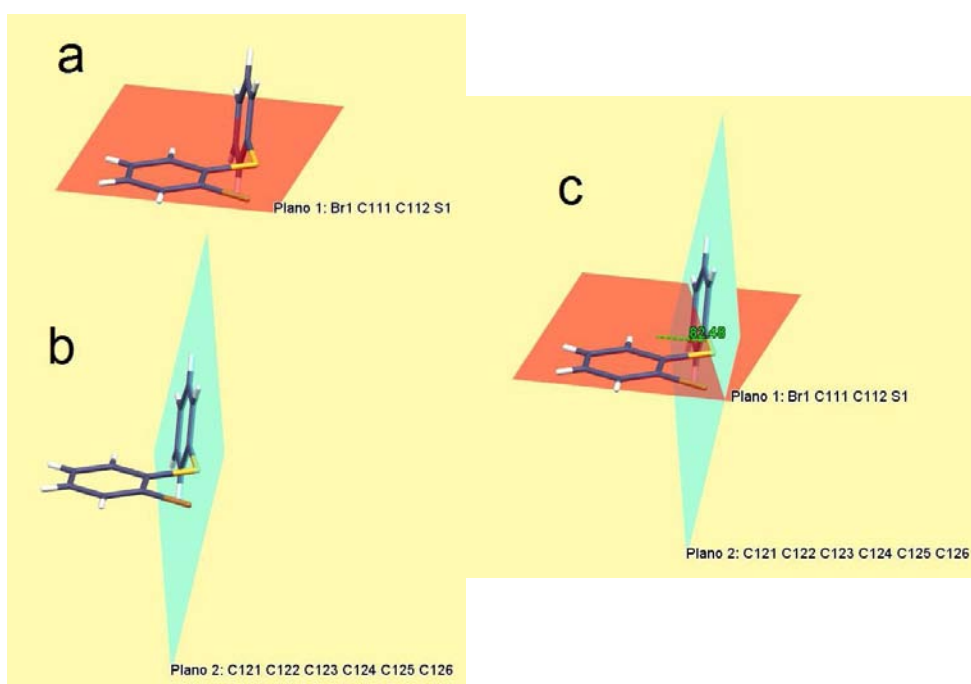 a
Plano 1: Br1 C111 C112 S1
b
Plano 2: C121 C122 C123 C124 C125 C126
c
82.48
Plano 1: Br1 C111 C112 S1
Plano 2: C121 C122 C123 C124 C125 C126